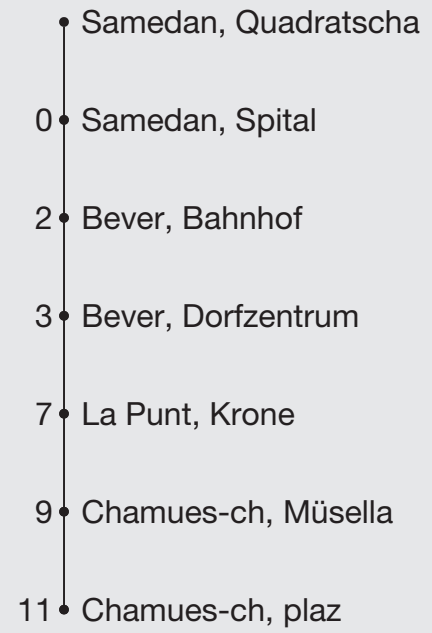 Samedan, Quadratscha
0 Samedan, Spital
2 Bever, Bahnhof
3 Bever, Dorfzentrum
7 La Punt, Krone
9 Chamues-ch, Müsella
11 Chamues-ch, plaz